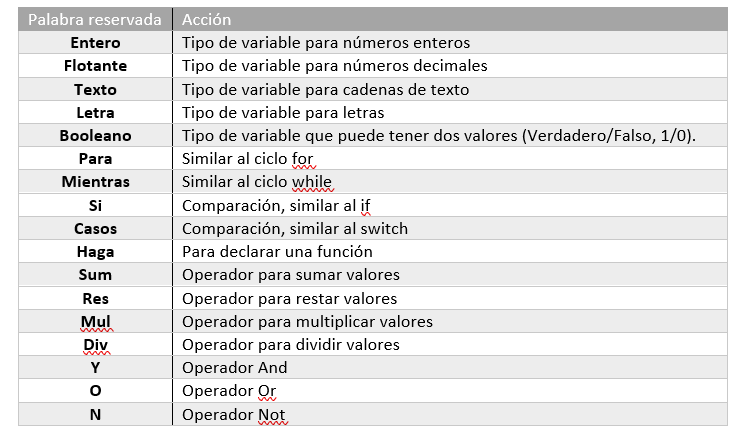 Palabra reservada Acción
Entero Tipo de variable para números enteros
Flotante Tipo de variable para números decimales
Texto Tipo de variable para cadenas de texto
Letra Tipo de variable para letras
Booleano Tipo de variable que puede tener dos valores (Verdadero/Falso, 1/0).
Para Similar al ciclo for
Mientras Similar al ciclo while
Si Comparación, similar al if
Casos Comparación, similar al switch
Haga Para declarar una función
Sum Operador para sumar valores
Res Operador para restar valores
Mul Operador para multiplicar valores
Div Operador para dividir valores
Y Operador And
O Operador Or
N Operador Not